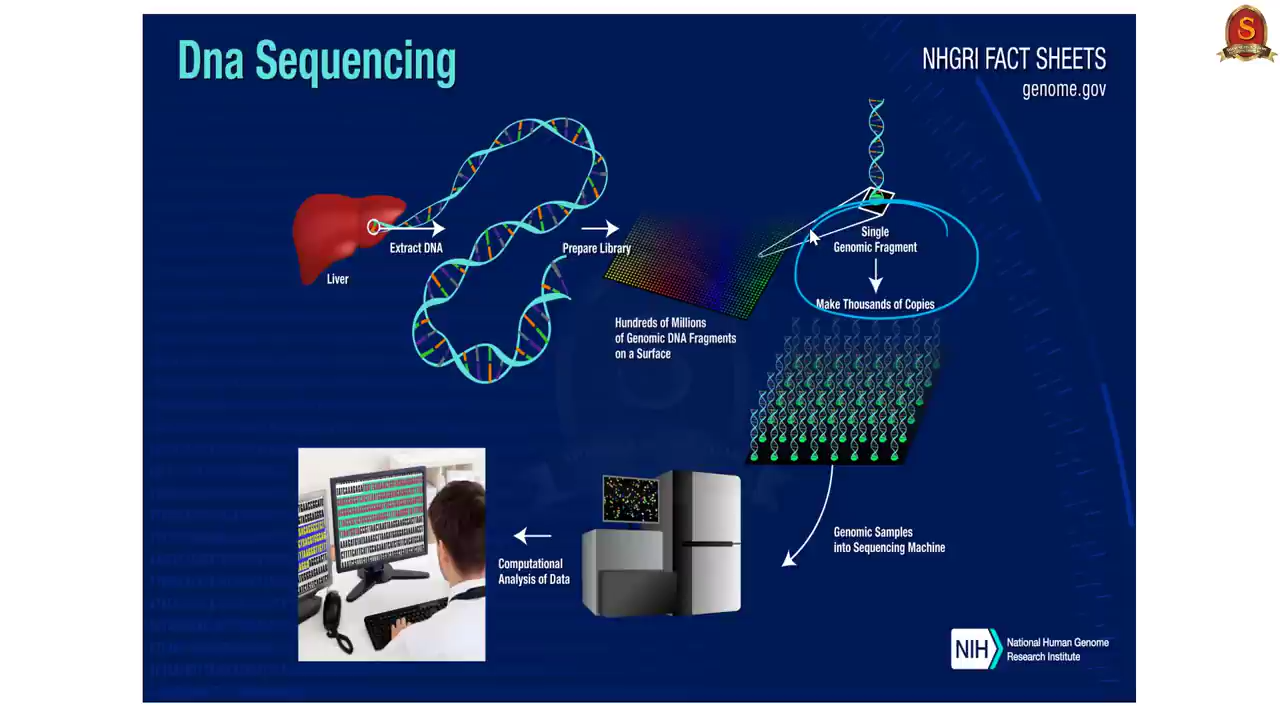 Dna Sequencing
NHGRI FACT SHEETS
genome.gov
Extract DNA
Liver
Prepare Library
Hundreds of Millions
of Genomic DNA Fragments
on a Surface
Single
Genomic Fragment
Make Thousands of Copies
Genomic Samples
into Sequencing Machine
Computational
Analysis of Data
NIH
National Human Genome
Research Institute
S